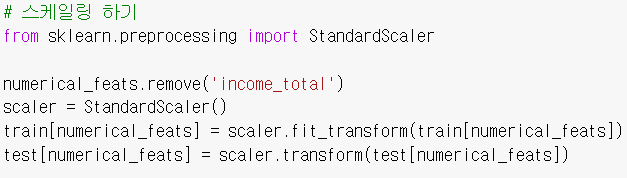 # 스케일링 하기
from sklearn.preprocessing import StandardScaler
numerical_feats.remove('income_total')
scaler = StandardScaler()
train[numerical_feats] = scaler.fit_transform(train[numerical_feats])
test[numerical_feats] = scaler.transform(test[numerical_feats])